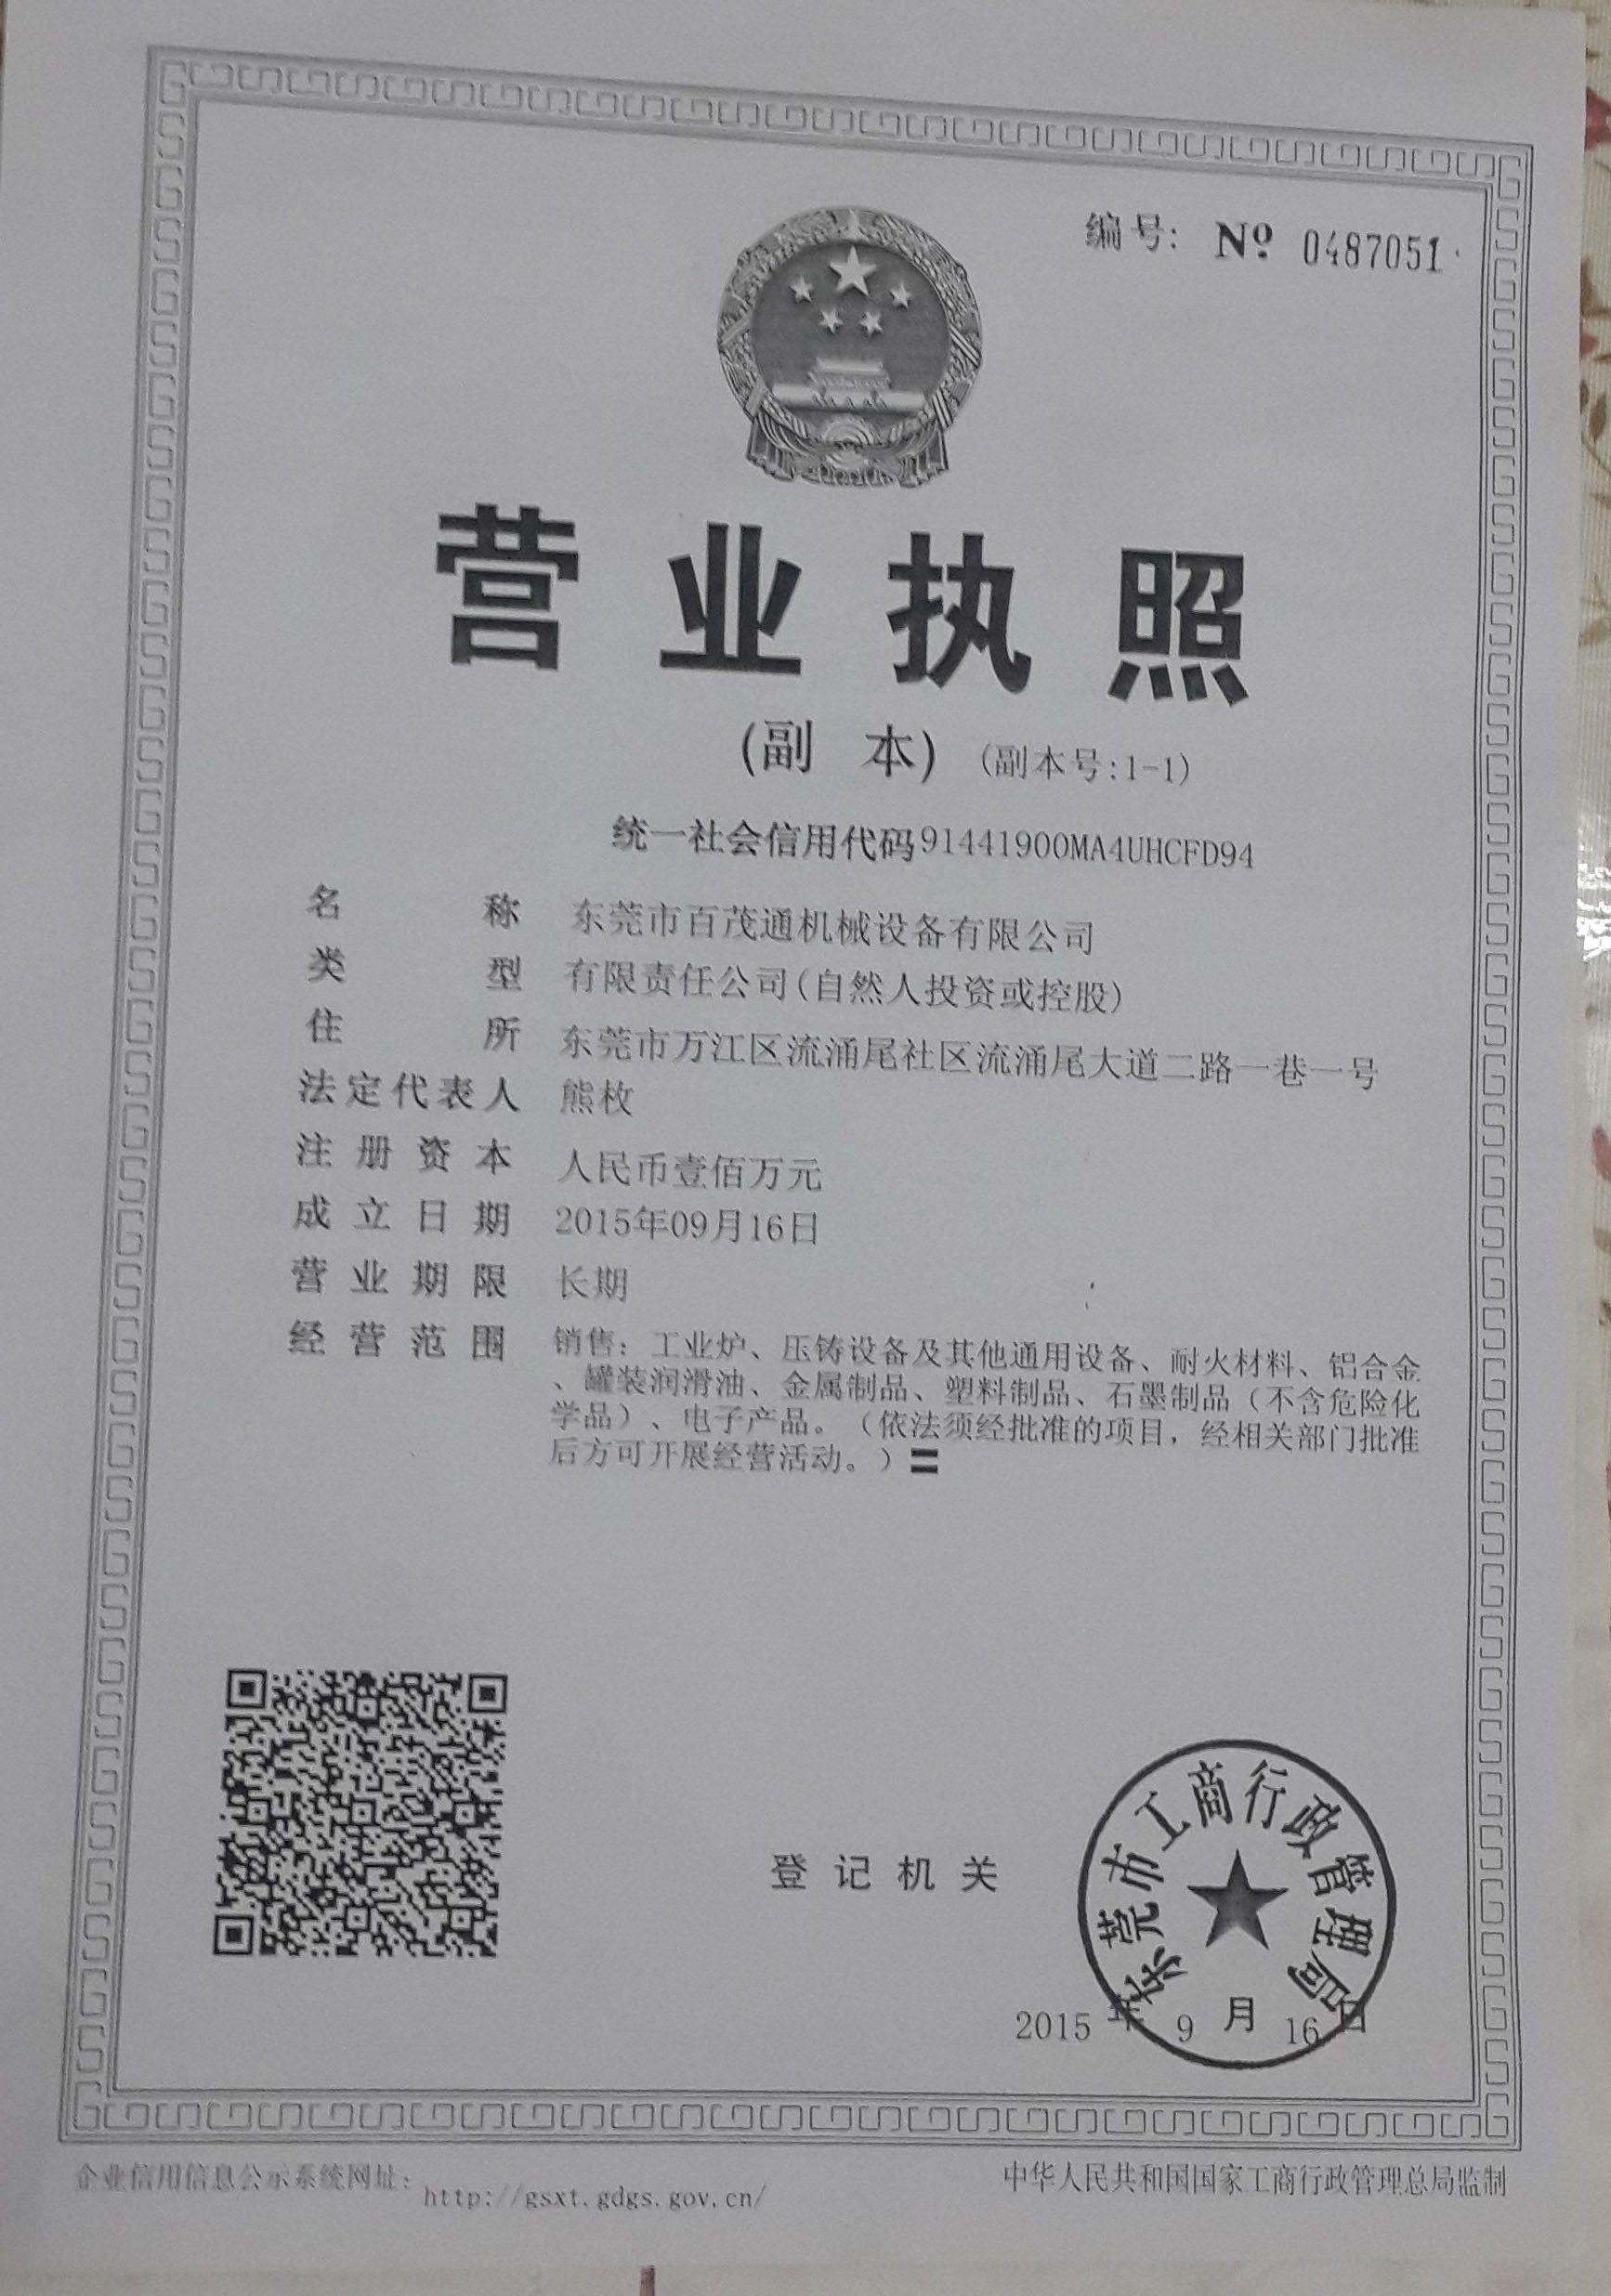 编号: Nº 0487051
营业执照
(副 本) (副本号:1-1)
统一社会信用代码91441900MA4UHCFD94
名 称 东莞市百茂通机械设备有限公司
类 型 有限责任公司(自然人投资或控股)
住 所 东莞市万江区流涌尾社区流涌尾大道二路一巷一号
法定代表人 熊枚
注册资本 人民币壹佰万元
成立日期 2015年09月16日
营业期限 长期
经营范围 销售：工业炉、压铸设备及其他通用设备、耐火材料、铝合金
、罐装润滑油、金属制品、塑料制品、石墨制品（不含危险化
学品）、电子产品。（依法须经批准的项目，经相关部门批准
后方可开展经营活动。）〓
东莞市工商行政管理局
登记机关
2015 年 9 月 16 日
企业信用信息公示系统网址: http://gsxt.gdgs.gov.cn/
中华人民共和国国家工商行政管理总局监制